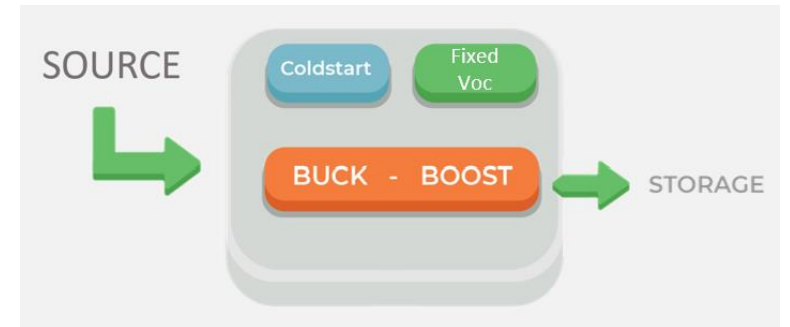 SOURCE
Coldstart
Fixed
Voc
BUCK - BOOST
STORAGE